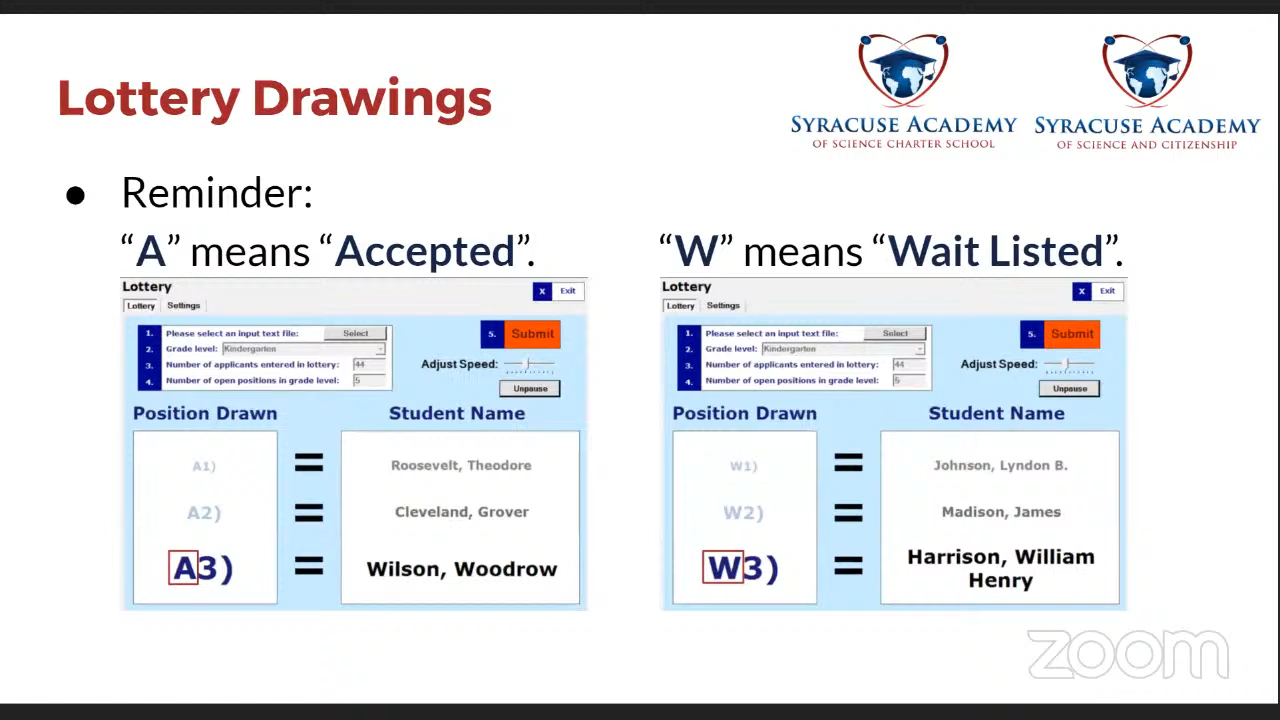 Lottery Drawings
SYRACUSE ACADEMY
OF SCIENCE CHARTER SCHOOL
SYRACUSE ACADEMY
OF SCIENCE AND CITIZENSHIP
● Reminder:
“A” means “Accepted”.
Lottery
X Exit
Lottery Settings
1. Please select an input text file: Select
2. Grade level: Kindergarten
3. Number of applicants entered in lottery: 44
4. Number of open positions in grade level: 5
5. Submit
Adjust Speed:
Unpause
Position Drawn Student Name
A1) = Roosevelt, Theodore
A2) = Cleveland, Grover
A3) = Wilson, Woodrow
“W” means “Wait Listed”.
Lottery
X Exit
Lottery Settings
1. Please select an input text file: Select
2. Grade level: Kindergarten
3. Number of applicants entered in lottery: 44
4. Number of open positions in grade level: 5
5. Submit
Adjust Speed:
Unpause
Position Drawn Student Name
W1) = Johnson, Lyndon B.
W2) = Madison, James
W3) = Harrison, William
Henry
zoom